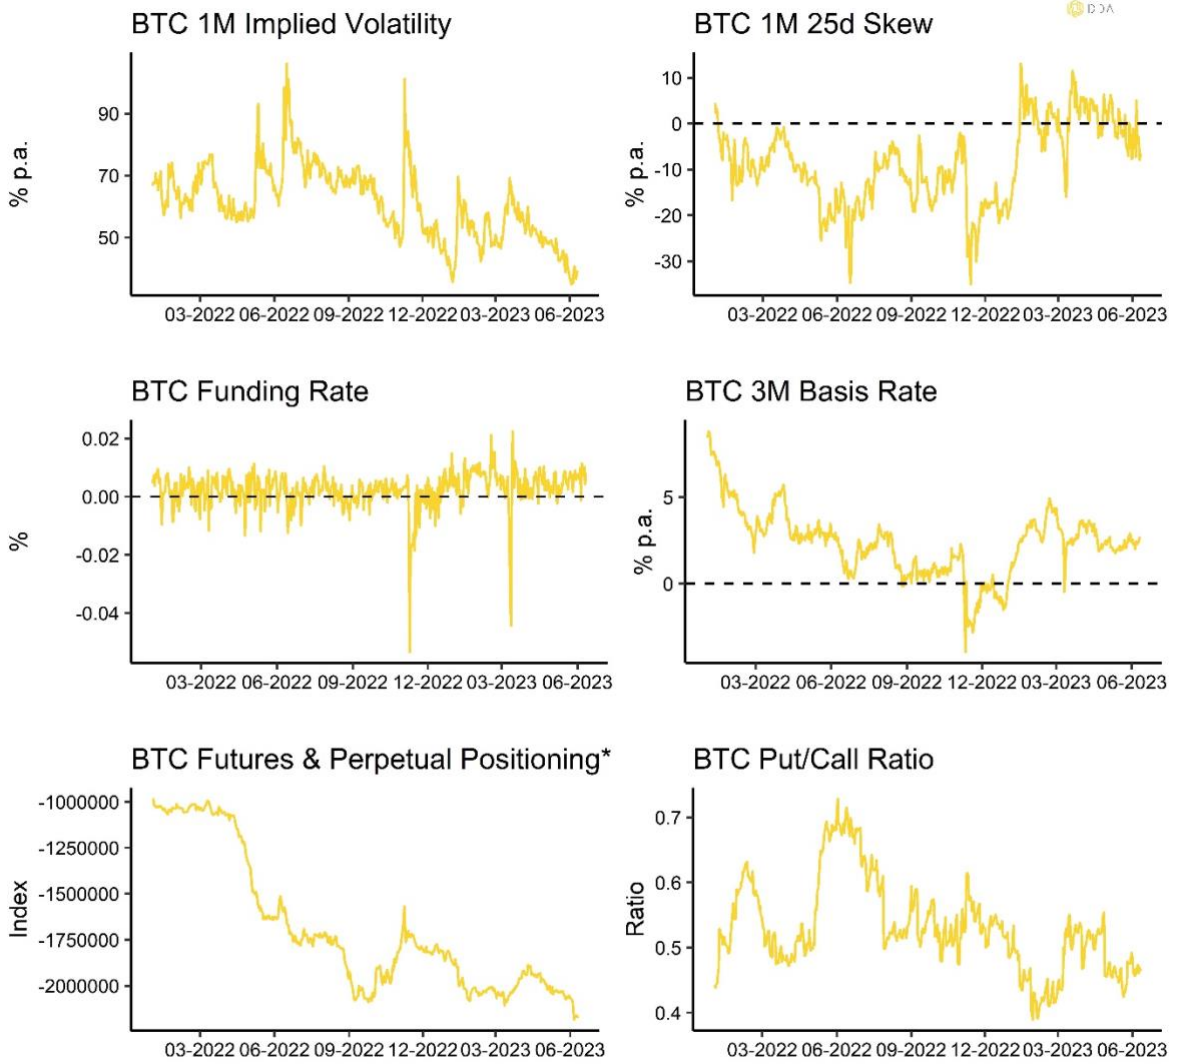 BTC 1M Implied Volatility
% p.a.
90
70
50
03-2022 06-2022 09-2022 12-2022 03-2023 06-2023
BTC 1M 25d Skew
% p.a.
10
0
-10
-20
-30
03-2022 06-2022 09-2022 12-2022 03-2023 06-2023
BTC Funding Rate
%
0.02
0.00
-0.02
-0.04
03-2022 06-2022 09-2022 12-2022 03-2023 06-2023
BTC 3M Basis Rate
% p.a.
5
0
03-2022 06-2022 09-2022 12-2022 03-2023 06-2023
BTC Futures & Perpetual Positioning*
Index
-1000000
-1250000
-1500000
-1750000
-2000000
03-2022 06-2022 09-2022 12-2022 03-2023 06-2023
BTC Put/Call Ratio
Ratio
0.7
0.6
0.5
0.4
03-2022 06-2022 09-2022 12-2022 03-2023 06-2023